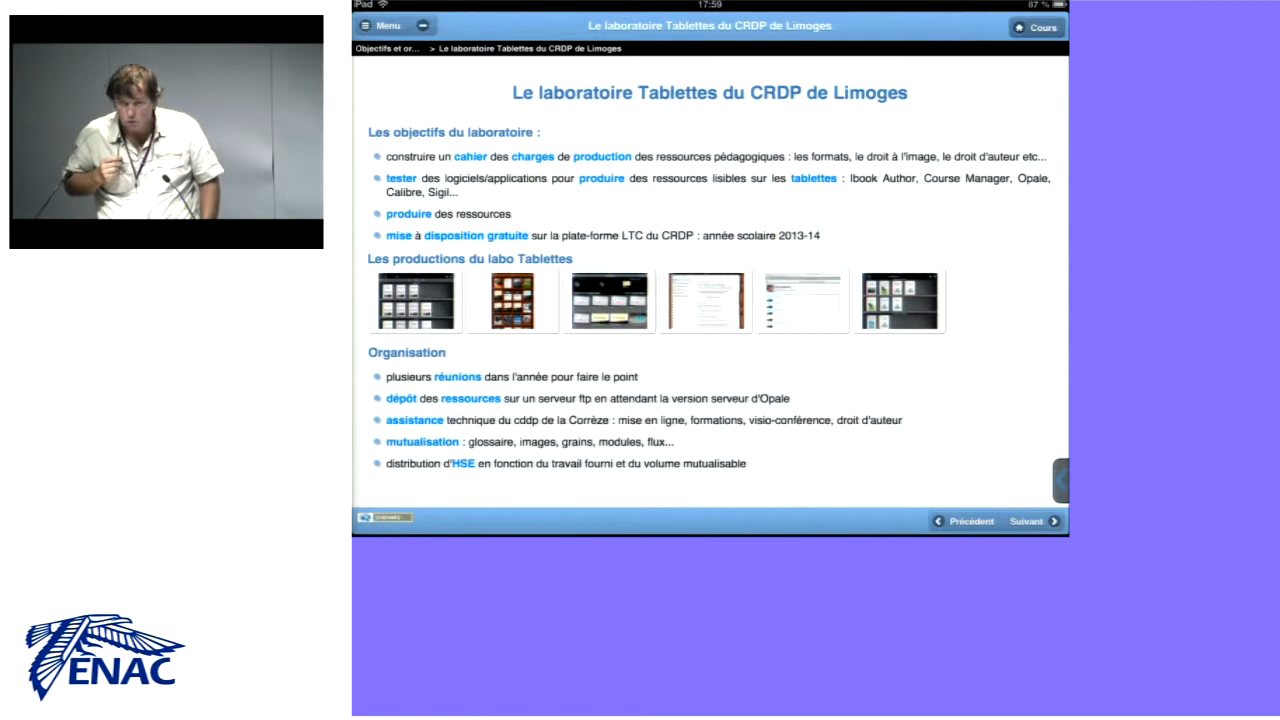 iPad
17:59
87 %
Menu
Le laboratoire Tablettes du CRDP de Limoges
Cours
Objectifs et or... > Le laboratoire Tablettes du CRDP de Limoges
Le laboratoire Tablettes du CRDP de Limoges
Les objectifs du laboratoire :
construire un cahier des charges de production des ressources pédagogiques : les formats, le droit à l'image, le droit d'auteur etc...
tester des logiciels/applications pour produire des ressources lisibles sur les tablettes : Ibook Author, Course Manager, Opale,
Calibre, Sigil...
produire des ressources
mise à disposition gratuite sur la plate-forme LTC du CRDP : année scolaire 2013-14
Les productions du labo Tablettes
Organisation
plusieurs réunions dans l'année pour faire le point
dépôt des ressources sur un serveur ftp en attendant la version serveur d'Opale
assistance technique du cddp de la Corrèze : mise en ligne, formations, visio-conférence, droit d'auteur
mutualisation : glossaire, images, grains, modules, flux...
distribution d'HSE en fonction du travail fourni et du volume mutualisable
Précédent
Suivant
ENAC